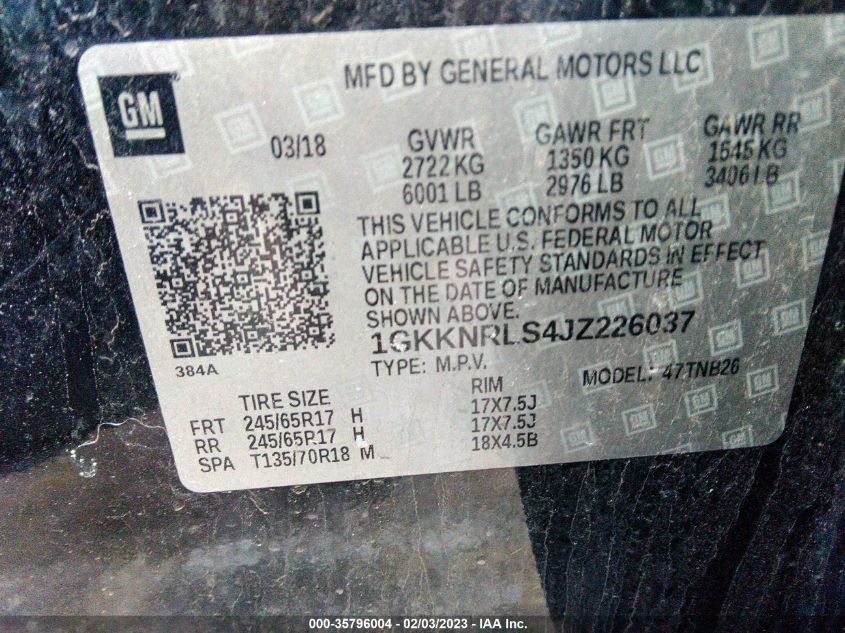 GM
MFD BY GENERAL MOTORS LLC
03/18
GVWR GAWR FRT GAWR RR
2722 KG 1350 KG 1545 KG
6001 LB 2976 LB 3406 LB
THIS VEHICLE CONFORMS TO ALL
APPLICABLE U.S. FEDERAL MOTOR
VEHICLE SAFETY STANDARDS IN EFFECT
ON THE DATE OF MANUFACTURE
SHOWN ABOVE.
1GKKNRLS4JZ226037
384A
TYPE: M.P.V. MODEL: 47TNB26
TIRE SIZE RIM
FRT 245/65R17 H 17X7.5J
RR 245/65R17 H 17X7.5J
SPA T135/70R18 M 18X4.5B
000-35796004 - 02/03/2023 - IAA Inc.